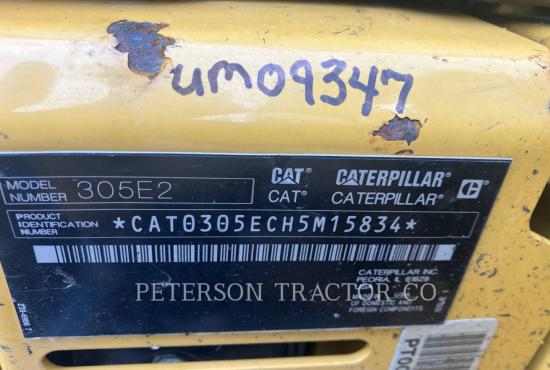 UM09347
MODEL NUMBER 305E2
CAT® CATERPILLAR®
CAT® CATERPILLAR®
PRODUCT IDENTIFICATION NUMBER *CAT0305ECH5M15834*
CATERPILLAR INC.
PEORIA, IL 61629
PETERSON TRACTOR CO
OF DOMESTIC AND
FOREIGN COMPONENTS